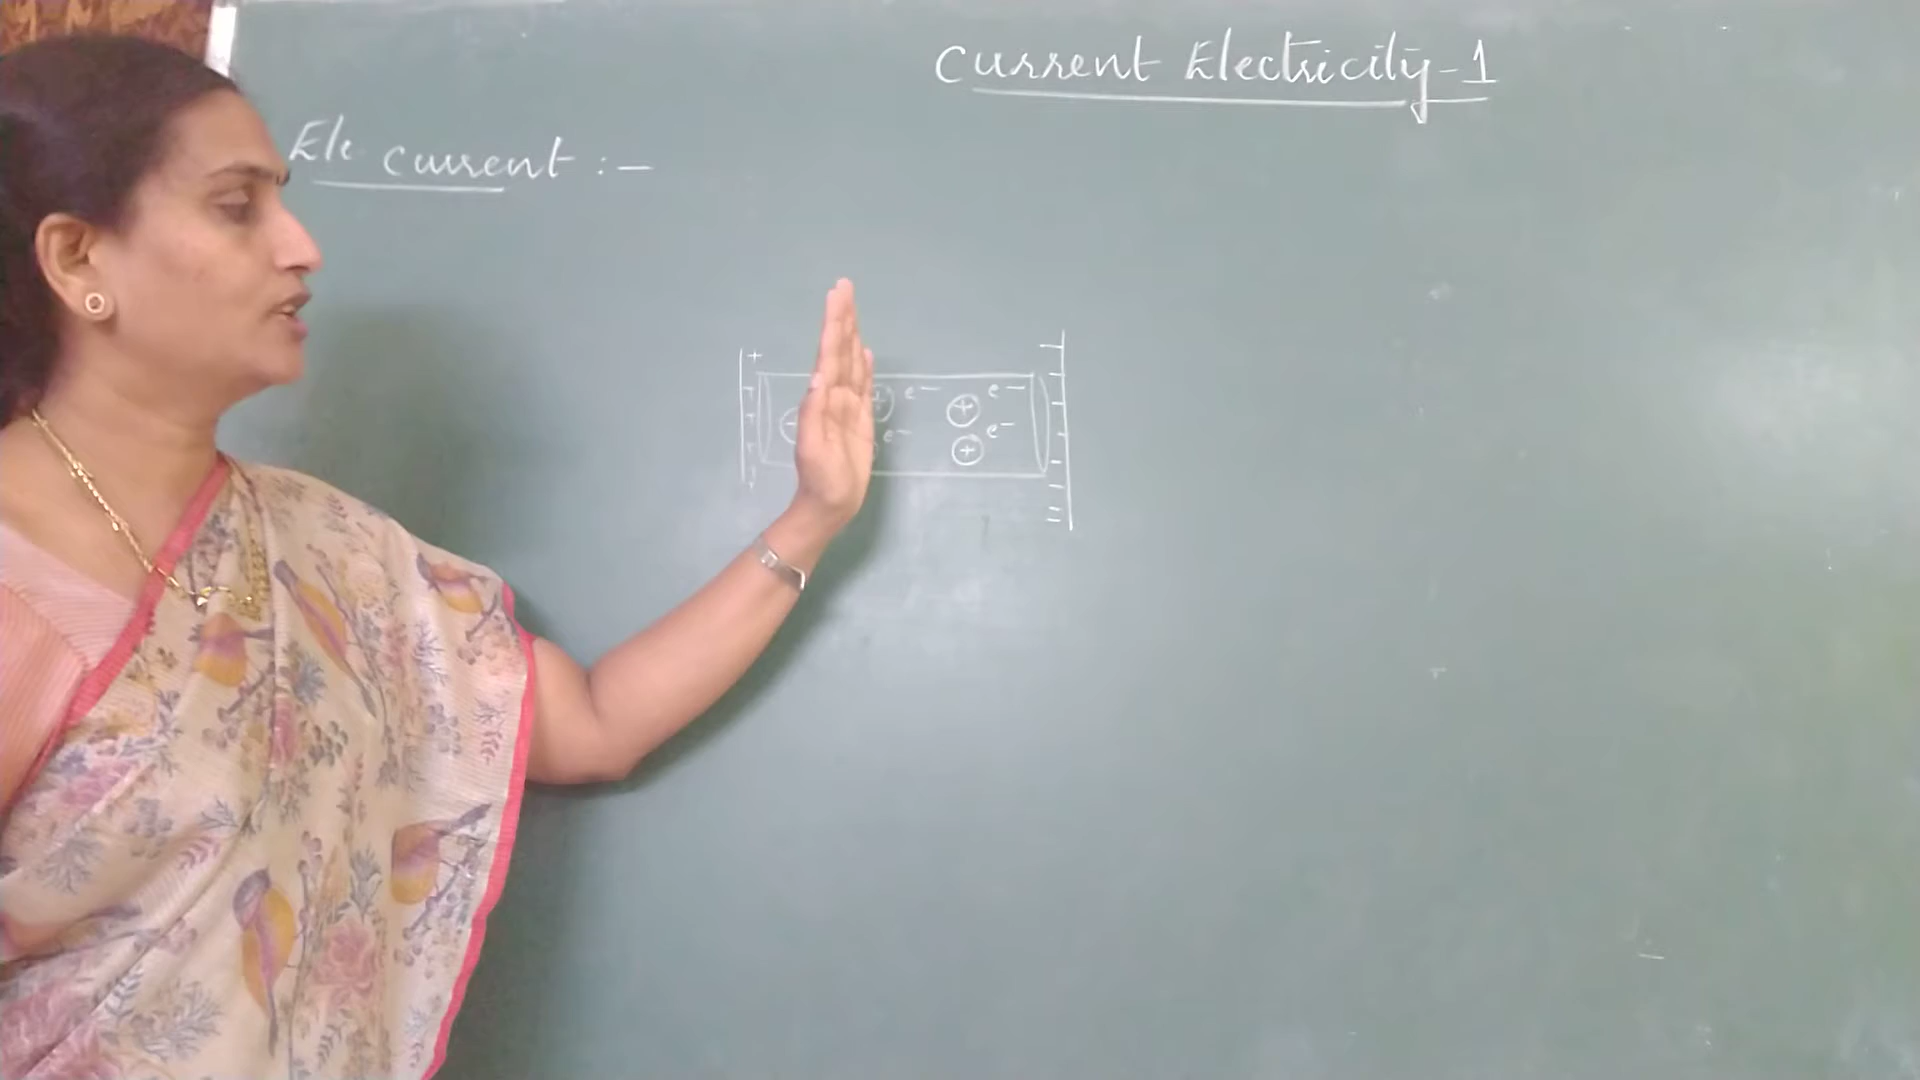 Current Electricity-1
Ele current :-
+ e- + e-
e- + e-